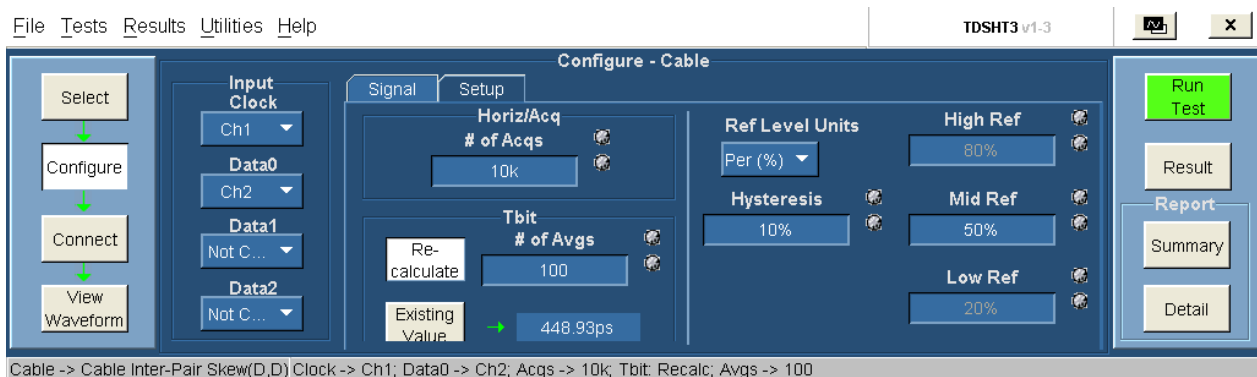 File Tests Results Utilities Help
TDSHT3 v1-3
x
Configure - Cable
Select
Configure
Connect
View
Waveform
Input
Clock
Ch1
Data0
Ch2
Data1
Not C...
Data2
Not C...
Signal
Setup
Horiz/Acq
# of Acqs
10k
Tbit
Re-
calculate
# of Avgs
100
Existing
Value
448.93ps
Ref Level Units
Per (%)
Hysteresis
10%
High Ref
80%
Mid Ref
50%
Low Ref
20%
Run
Test
Result
Report
Summary
Detail
Cable -> Cable Inter-Pair Skew(D,D) Clock -> Ch1; Data0 -> Ch2; Acqs -> 10k; Tbit: Recalc; Avgs -> 100